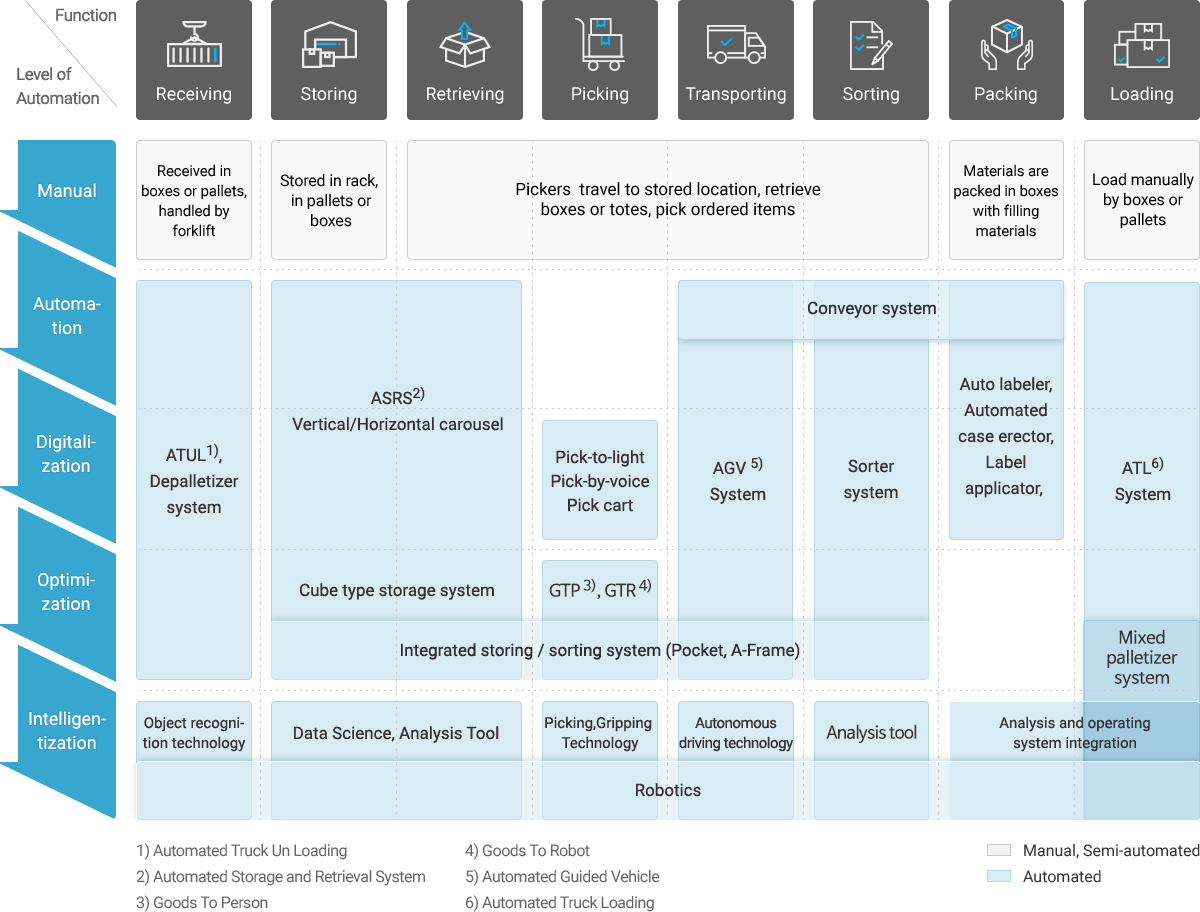 Function
Level of
Automation
Receiving
Storing
Retrieving
Picking
Transporting
Sorting
Packing
Loading
Manual
Received in
boxes or pallets,
handled by
forklift
Stored in rack,
in pallets or
boxes
Pickers travel to stored location, retrieve
boxes or totes, pick ordered items
Materials are
packed in boxes
with filling
materials
Load manually
by boxes or
pallets
Automa-
tion
Digitali-
zation
Optimi-
zation
ATUL1),
Depalletizer
system
ASRS2)
Vertical/Horizontal carousel
Cube type storage system
Pick-to-light
Pick-by-voice
Pick cart
GTP 3), GTR 4)
Conveyor system
AGV 5)
System
Sorter
system
Auto labeler,
Automated
case erector,
Label
applicator,
ATL6)
System
Integrated storing / sorting system (Pocket, A-Frame)
Mixed
palletizer
system
Intelligen-
tization
Object recogni-
tion technology
Data Science, Analysis Tool
Picking,Gripping
Technology
Autonomous
driving technology
Analysis tool
Analysis and operating
system integration
Robotics
1) Automated Truck Un Loading
2) Automated Storage and Retrieval System
3) Goods To Person
4) Goods To Robot
5) Automated Guided Vehicle
6) Automated Truck Loading
Manual, Semi-automated
Automated